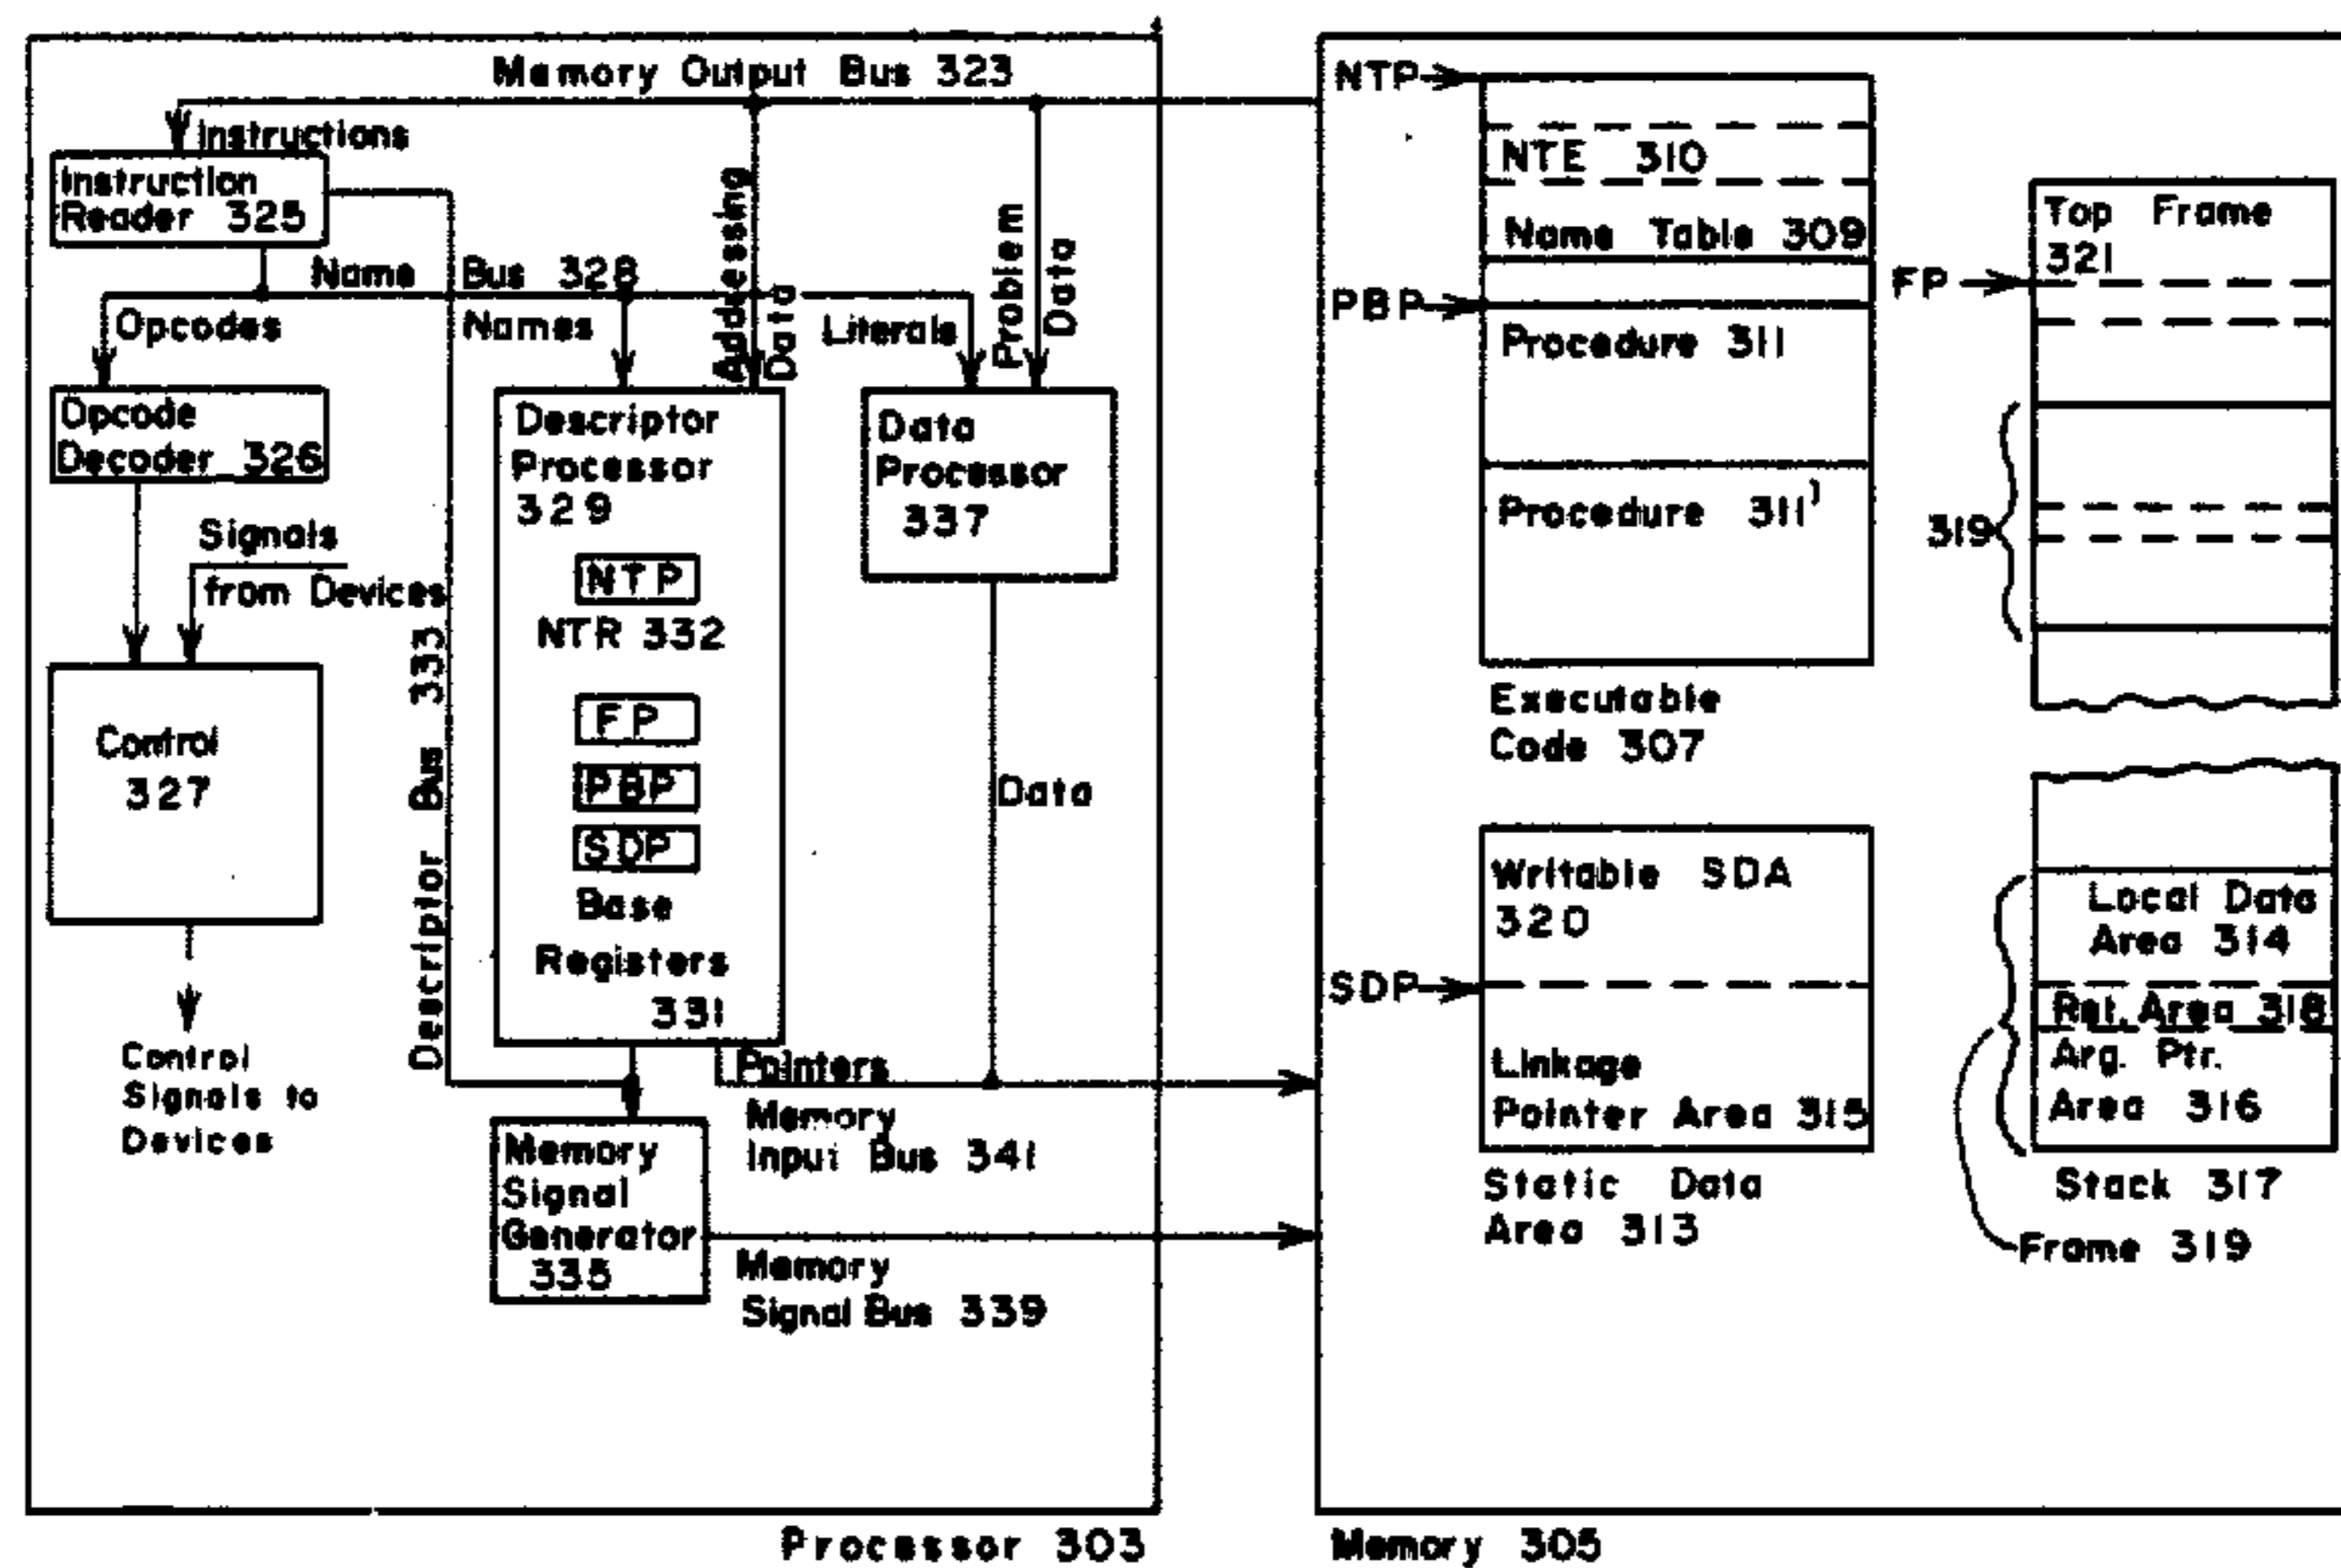 Memory Output Bus 323
Instructions
Instruction
Reader 325
Name Bus 328
Opcodes
Names
Addressing
Data
Literals
Problem
Data
Opcode
Decoder 326
Signals
from Devices
Control
327
Control
Signals to
Devices
Descriptor Bus 333
Descriptor
Processor
329
NTP
NTR 332
FP
PBP
SDP
Base
Registers
331
Data
Processor
337
Data
Pointers
Memory
Input Bus 341
Memory
Signal
Generator
335
Memory
Signal Bus 339
Processor 303
NTP
NTE 310
Name Table 309
PBP
Procedure 311
Procedure 311'
Executable
Code 307
Writable SDA
320
SDP
Linkage
Pointer Area 315
Static Data
Area 313
Top Frame
321
FP
319
Local Data
Area 314
Ret. Area 318
Arg. Ptr.
Area 316
Stack 317
Frame 319
Memory 305